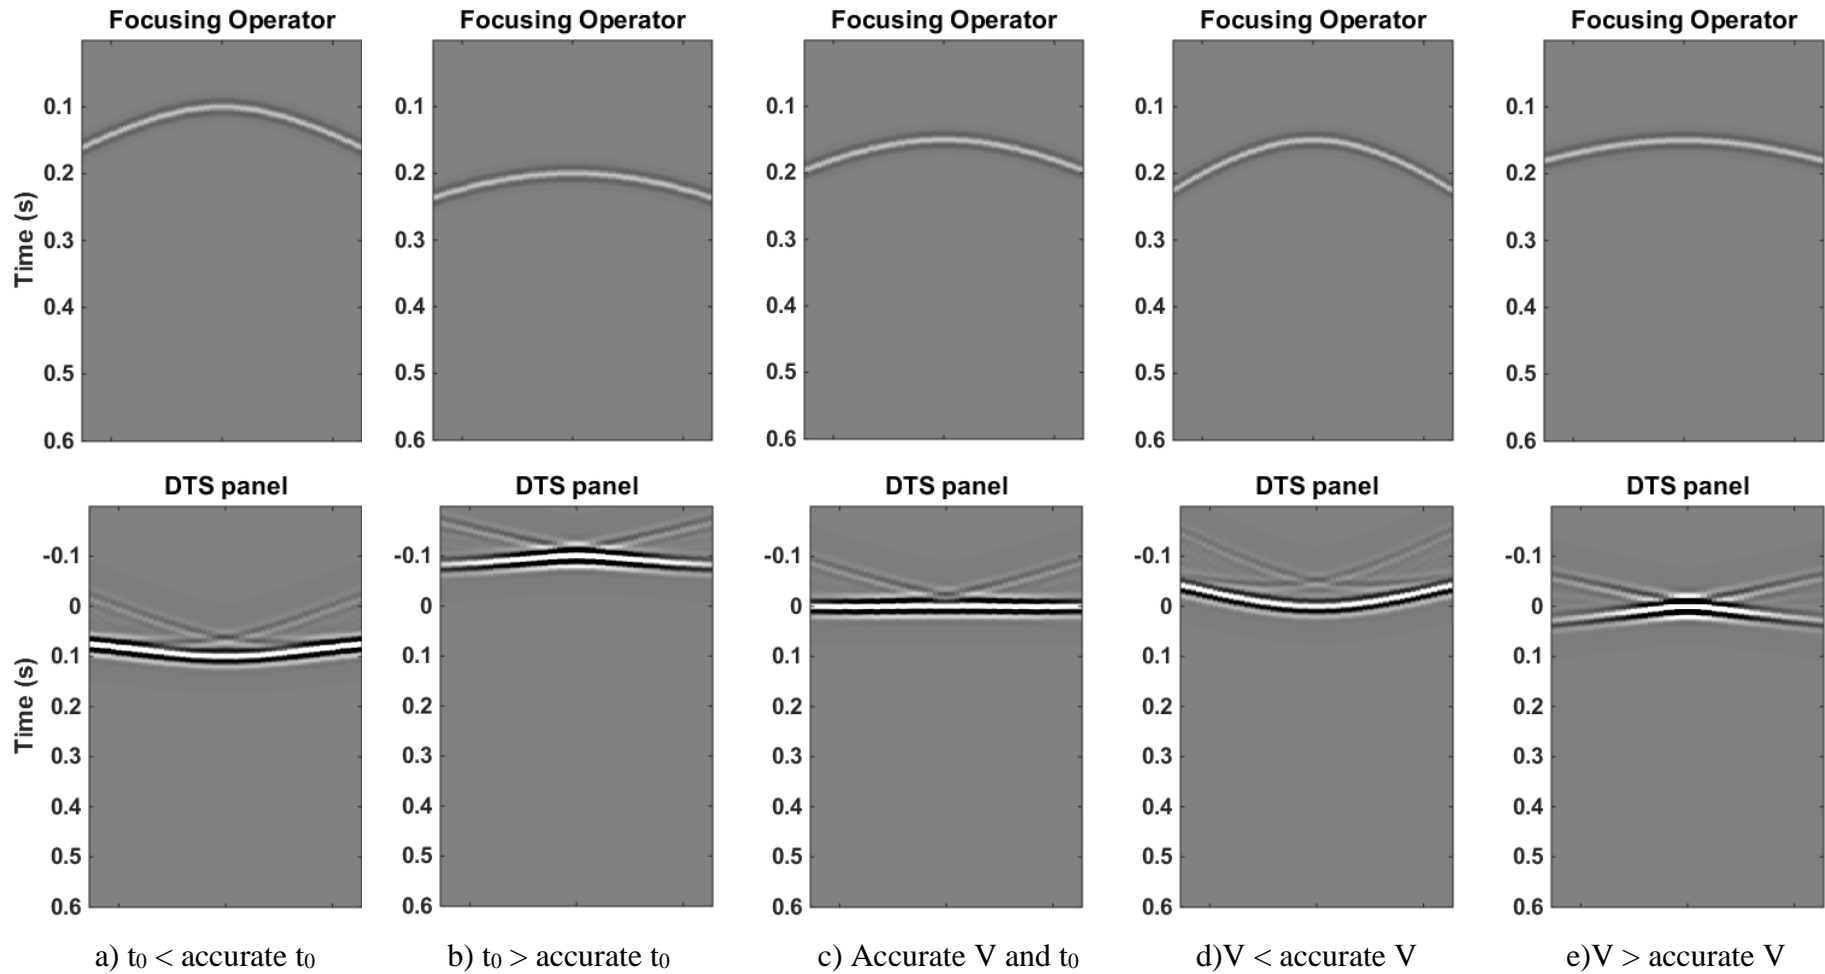 Focusing Operator Focusing Operator Focusing Operator Focusing Operator Focusing Operator
0.1 0.1 0.1 0.1 0.1
0.2 0.2 0.2 0.2 0.2
Time (s)
0.3 0.3 0.3 0.3 0.3
0.4 0.4 0.4 0.4 0.4
0.5 0.5 0.5 0.5 0.5
0.6 0.6 0.6 0.6 0.6
DTS panel DTS panel DTS panel DTS panel DTS panel
-0.1 -0.1 -0.1 -0.1 -0.1
0 0 0 0 0
0.1 0.1 0.1 0.1 0.1
Time (s)
0.2 0.2 0.2 0.2 0.2
0.3 0.3 0.3 0.3 0.3
0.4 0.4 0.4 0.4 0.4
0.5 0.5 0.5 0.5 0.5
0.6 0.6 0.6 0.6 0.6
a) t₀ < accurate t₀ b) t₀ > accurate t₀ c) Accurate V and t₀ d)V < accurate V e)V > accurate V